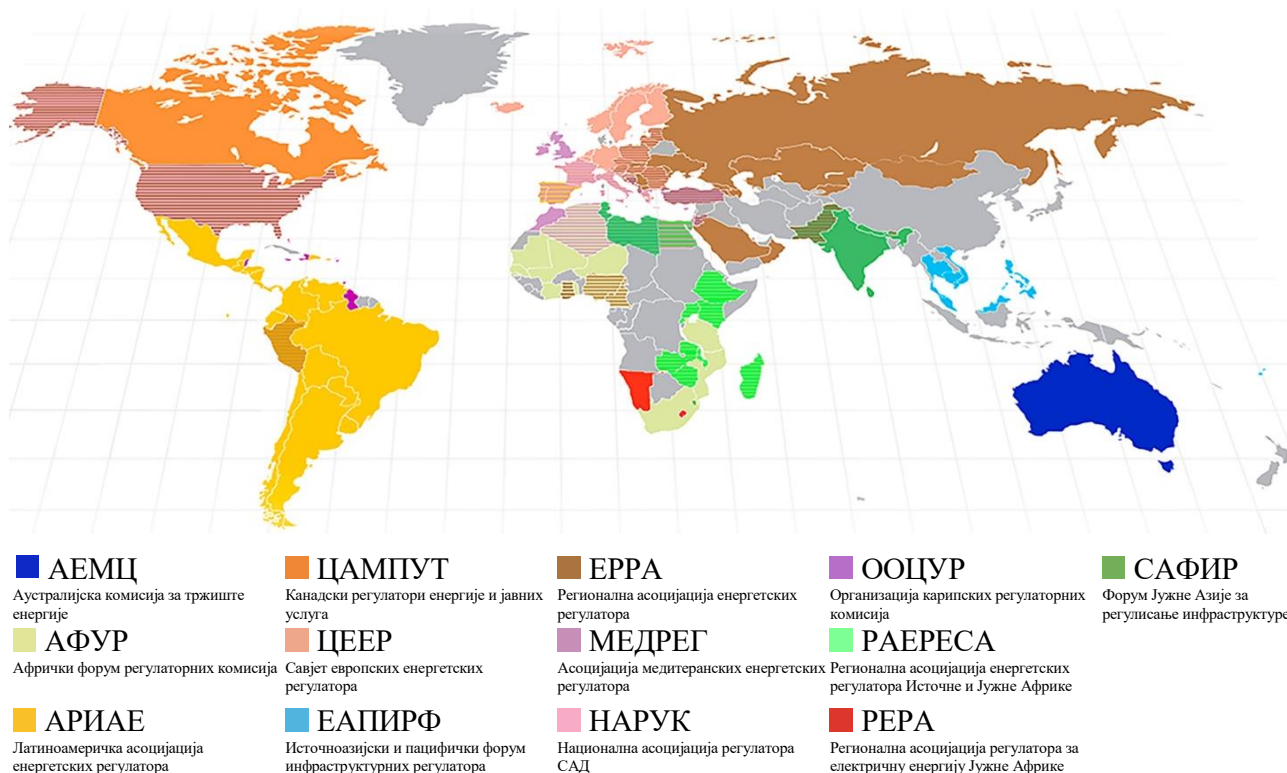 АЕМЦ
Аустралијска комисија за тржиште
енергије
ЦАМПУТ
Канадски регулатори енергије и јавних
услуга
ЕРРА
Регионална асоцијација енергетских
регулатора
ООЦУР
Организација карипских регулаторних
комисија
САФИР
Форум Јужне Азије за
регулисање инфраструктуре
АФУР
Афрички форум регулаторних комисија
ЦЕЕР
Савјет европских енергетских
регулатора
МЕДРЕГ
Асоцијација медитеранских енергетских
регулатора
РАЕРЕСА
Регионална асоцијација енергетских
регулатора Источне и Јужне Африке
АРИАЕ
Латиноамеричка асоцијација
енергетских регулатора
ЕАПИРФ
Источноазијски и пацифички форум
инфраструктурних регулатора
НАРУК
Национална асоцијација регулатора
САД
РЕРА
Регионална асоцијација регулатора за
електричну енергију Јужне Африке